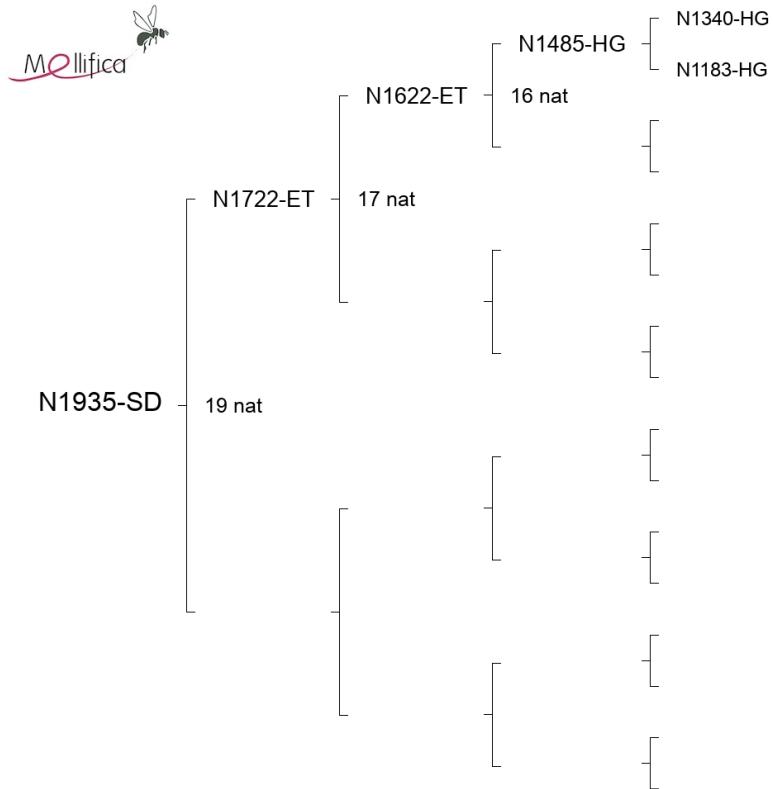 Mellifica
N1340-HG
N1485-HG
N1183-HG
N1622-ET
16 nat
N1722-ET
17 nat
N1935-SD
19 nat